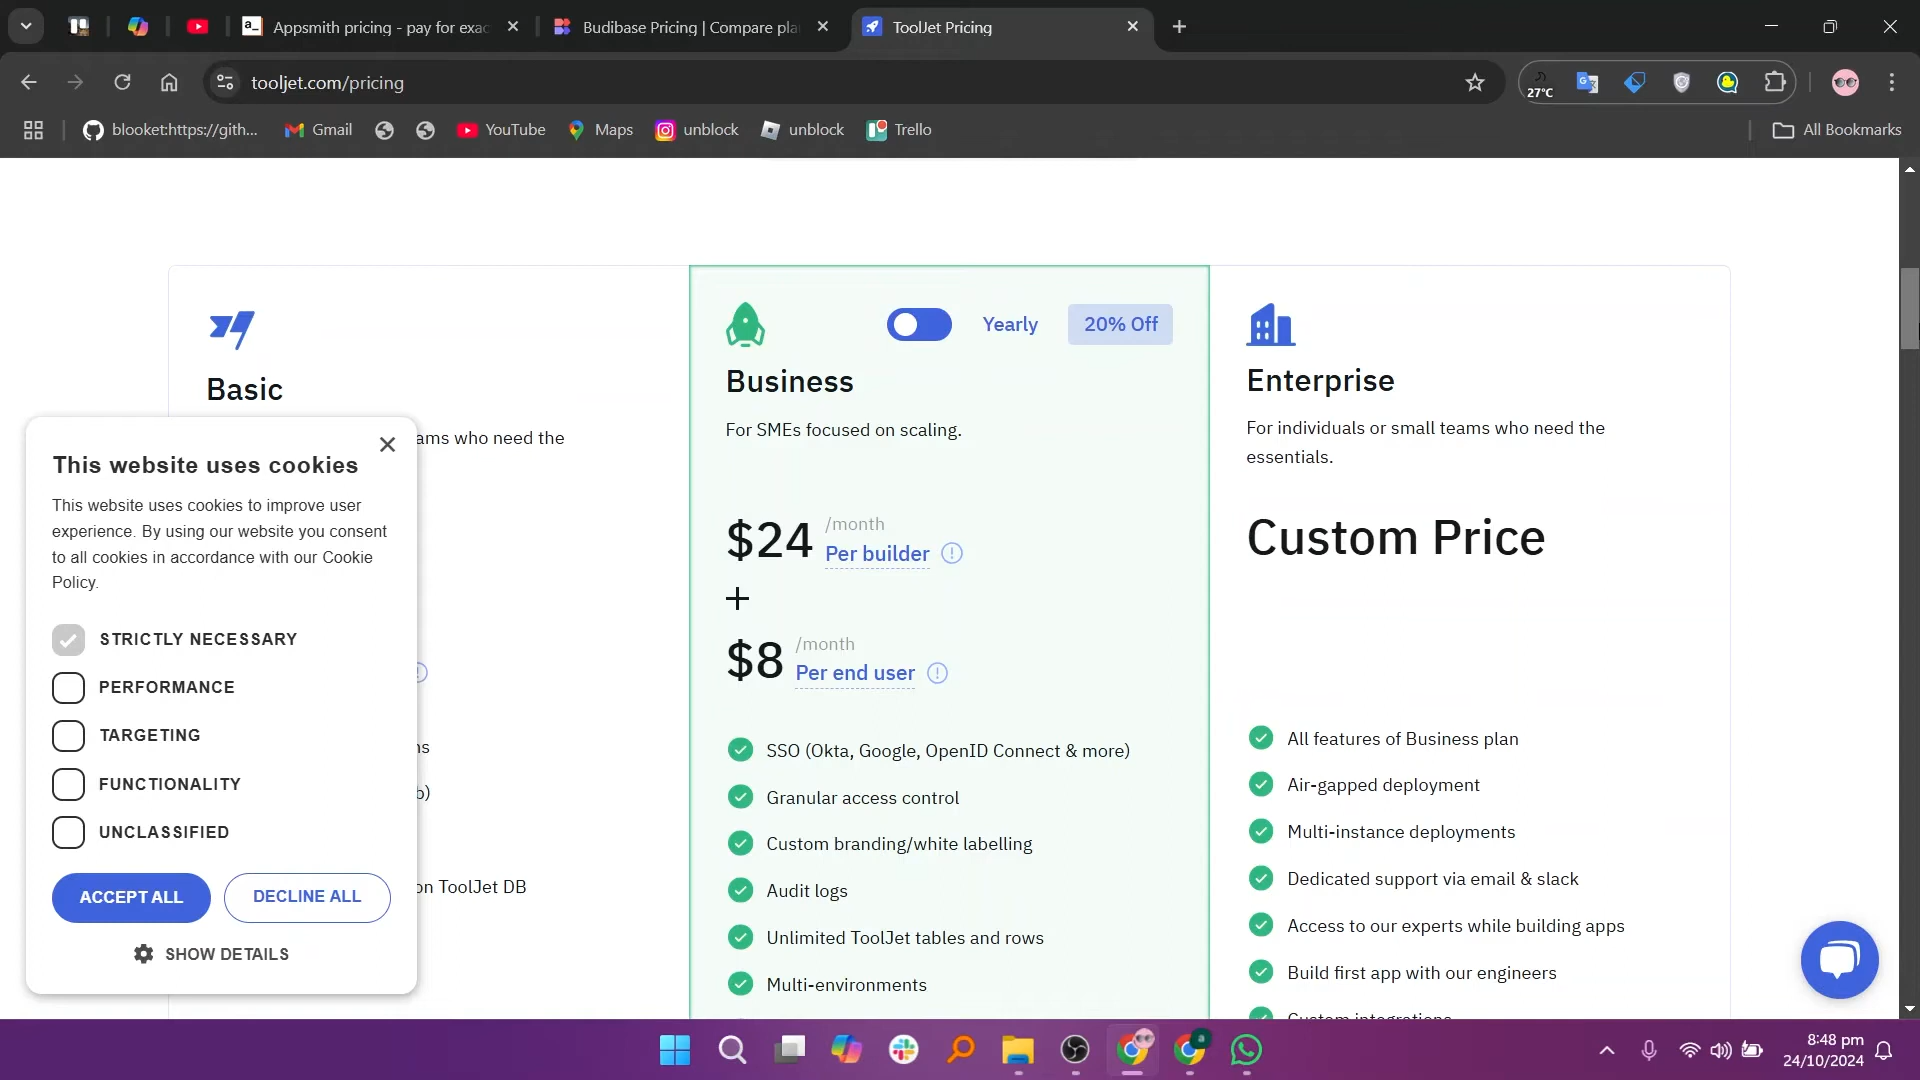 Appsmith pricing - pay for exac
Budibase Pricing | Compare pla
ToolJet Pricing
tooljet.com/pricing
27°C
blooket:https://gith...
Gmail
YouTube
Maps
unblock
unblock
Trello
All Bookmarks
Basic
ams who need the
ns
b)
on ToolJet DB
Yearly
20% Off
Business
For SMEs focused on scaling.
$24 /month
Per builder
+
$8 /month
Per end user
SSO (Okta, Google, OpenID Connect & more)
Granular access control
Custom branding/white labelling
Audit logs
Unlimited ToolJet tables and rows
Multi-environments
Enterprise
For individuals or small teams who need the
essentials.
Custom Price
All features of Business plan
Air-gapped deployment
Multi-instance deployments
Dedicated support via email & slack
Access to our experts while building apps
Build first app with our engineers
Custom integrations
This website uses cookies
This website uses cookies to improve user
experience. By using our website you consent
to all cookies in accordance with our Cookie
Policy.
STRICTLY NECESSARY
PERFORMANCE
TARGETING
FUNCTIONALITY
UNCLASSIFIED
ACCEPT ALL
DECLINE ALL
SHOW DETAILS
8:48 pm
24/10/2024